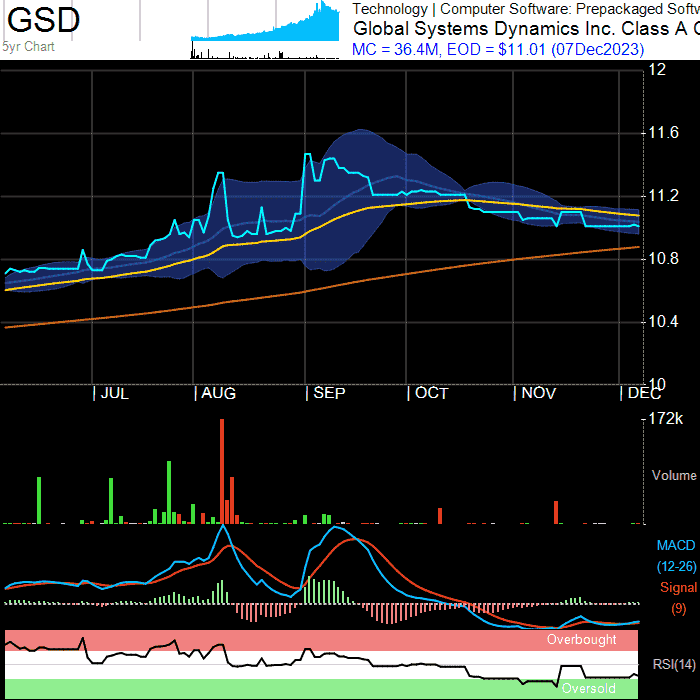 GSD
5yr Chart
Technology | Computer Software: Prepackaged Softw
Global Systems Dynamics Inc. Class A C
MC = 36.4M, EOD = $11.01 (07Dec2023)
12
11.6
11.2
10.8
10.4
10
JUL AUG SEP OCT NOV DEC
172k
Volume
MACD
(12-26)
Signal
(9)
Overbought
RSI(14)
Oversold